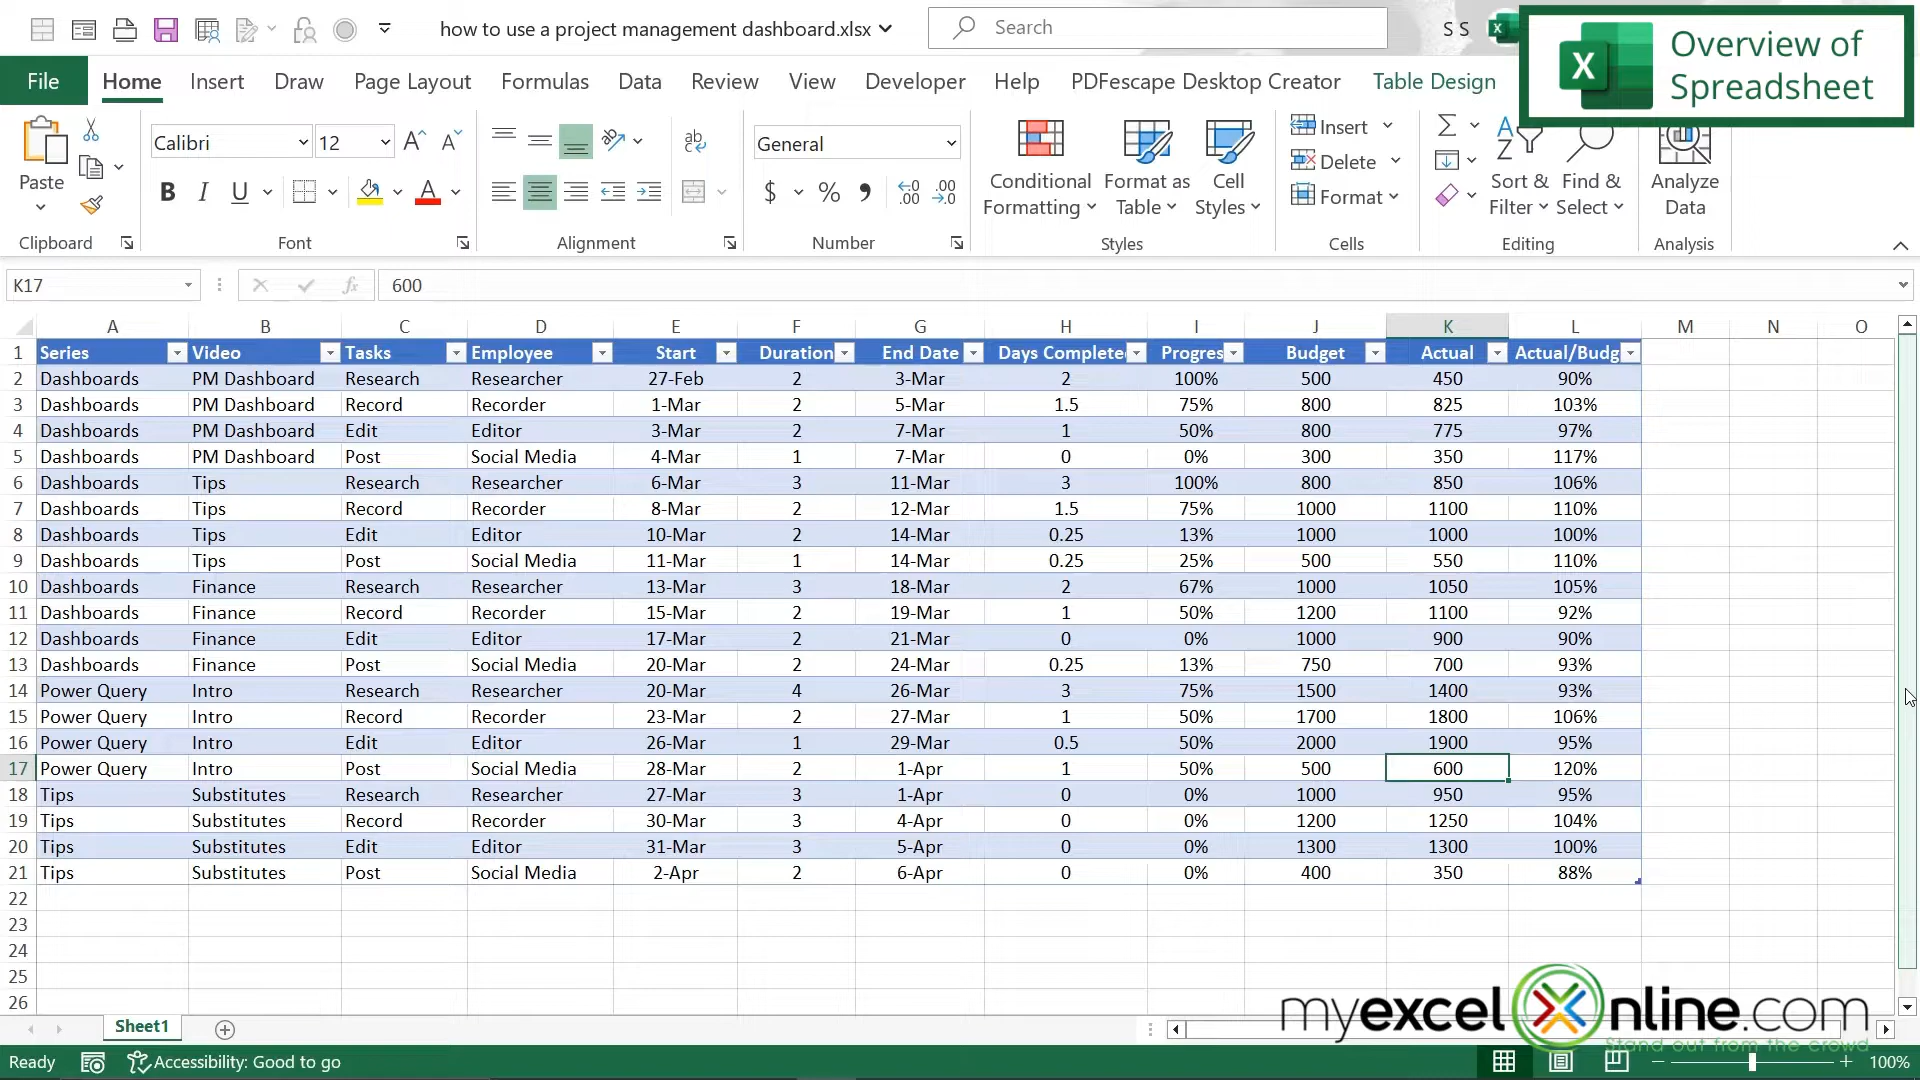 how to use a project management dashboard.xlsx
Search
S S
Overview of
Spreadsheet
File Home Insert Draw Page Layout Formulas Data Review View Developer Help PDFescape Desktop Creator Table Design
Paste
Calibri 12
General
Conditional
Formatting
Format as
Table
Cell
Styles
Insert
Delete
Format
Sort &
Filter
Find &
Select
Analyze
Data
Clipboard Font Alignment Number Styles Cells Editing Analysis
K17 600
A B C D E F G H I J K L M N O
1 Series Video Tasks Employee Start Duration End Date Days Complete Progres Budget Actual Actual/Budg
2 Dashboards PM Dashboard Research Researcher 27-Feb 2 3-Mar 2 100% 500 450 90%
3 Dashboards PM Dashboard Record Recorder 1-Mar 2 5-Mar 1.5 75% 800 825 103%
4 Dashboards PM Dashboard Edit Editor 3-Mar 2 7-Mar 1 50% 800 775 97%
5 Dashboards PM Dashboard Post Social Media 4-Mar 1 7-Mar 0 0% 300 350 117%
6 Dashboards Tips Research Researcher 6-Mar 3 11-Mar 3 100% 800 850 106%
7 Dashboards Tips Record Recorder 8-Mar 2 12-Mar 1.5 75% 1000 1100 110%
8 Dashboards Tips Edit Editor 10-Mar 2 14-Mar 0.25 13% 1000 1000 100%
9 Dashboards Tips Post Social Media 11-Mar 1 14-Mar 0.25 25% 500 550 110%
10 Dashboards Finance Research Researcher 13-Mar 3 18-Mar 2 67% 1000 1050 105%
11 Dashboards Finance Record Recorder 15-Mar 2 19-Mar 1 50% 1200 1100 92%
12 Dashboards Finance Edit Editor 17-Mar 2 21-Mar 0 0% 1000 900 90%
13 Dashboards Finance Post Social Media 20-Mar 2 24-Mar 0.25 13% 750 700 93%
14 Power Query Intro Research Researcher 20-Mar 4 26-Mar 3 75% 1500 1400 93%
15 Power Query Intro Record Recorder 23-Mar 2 27-Mar 1 50% 1700 1800 106%
16 Power Query Intro Edit Editor 26-Mar 1 29-Mar 0.5 50% 2000 1900 95%
17 Power Query Intro Post Social Media 28-Mar 2 1-Apr 1 50% 500 600 120%
18 Tips Substitutes Research Researcher 27-Mar 3 1-Apr 0 0% 1000 950 95%
19 Tips Substitutes Record Recorder 30-Mar 3 4-Apr 0 0% 1200 1250 104%
20 Tips Substitutes Edit Editor 31-Mar 3 5-Apr 0 0% 1300 1300 100%
21 Tips Substitutes Post Social Media 2-Apr 2 6-Apr 0 0% 400 350 88%
22
23
24
25
26
myexcelonline.com
Stand out from the crowd
Sheet1
Ready Accessibility: Good to go 100%